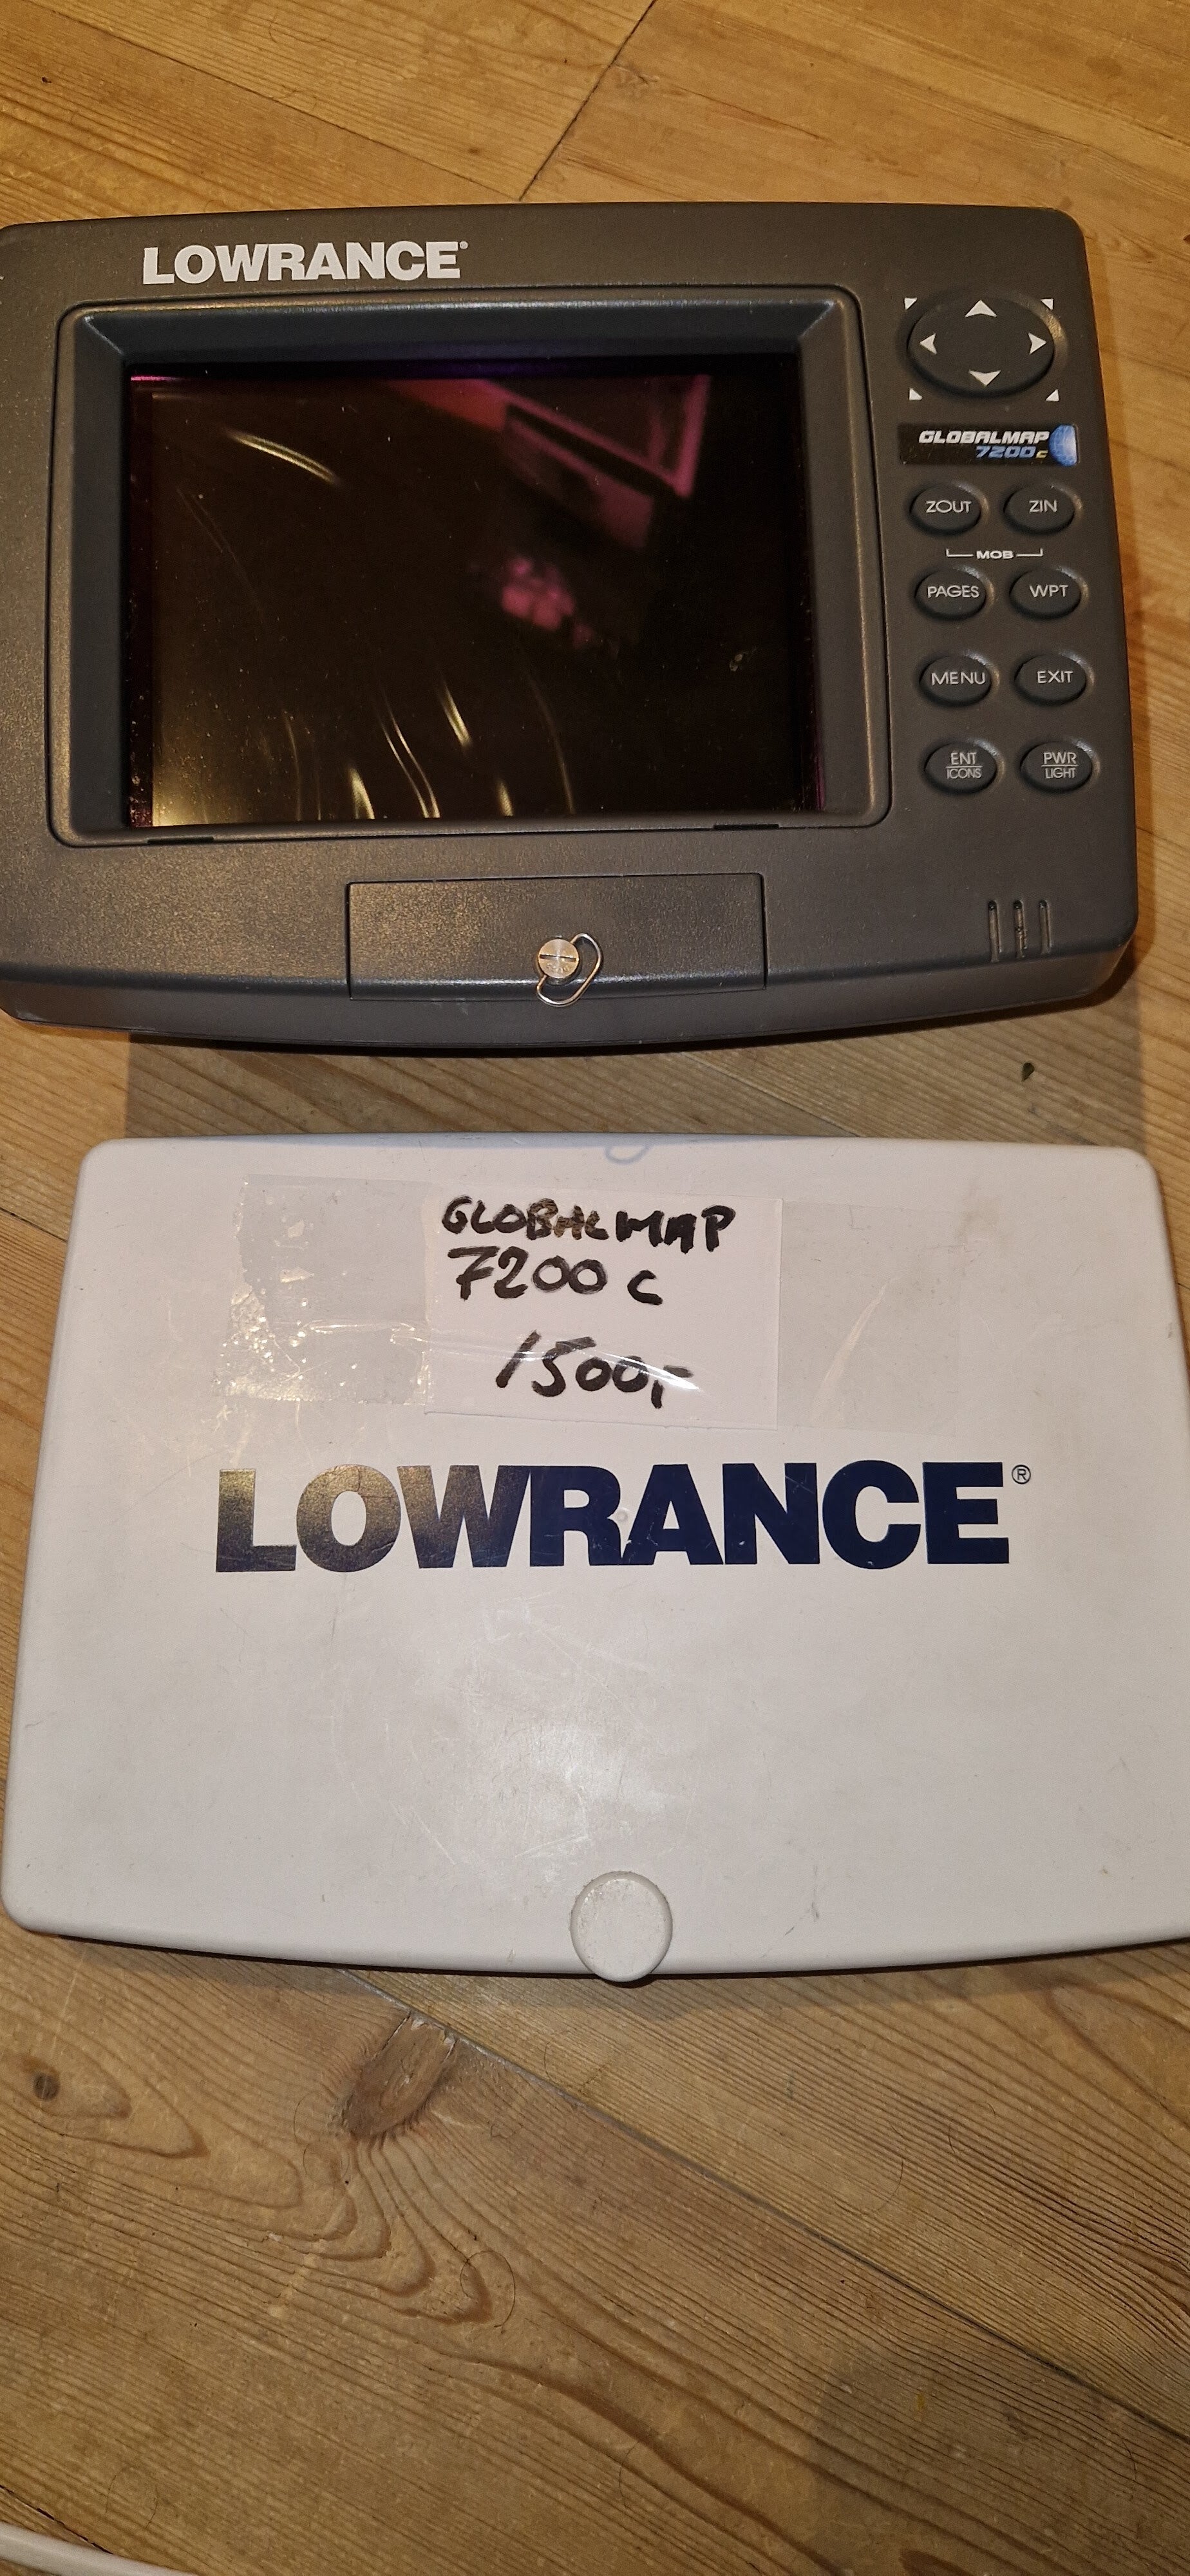 LOWRANCE®
GLOBALMAP
7200c
ZOUT ZIN
MOB
PAGES WPT
MENU EXIT
ENT
ICONS
PWR
LIGHT
GLOBALMAP
7200 c
1500,-
LOWRANCE®